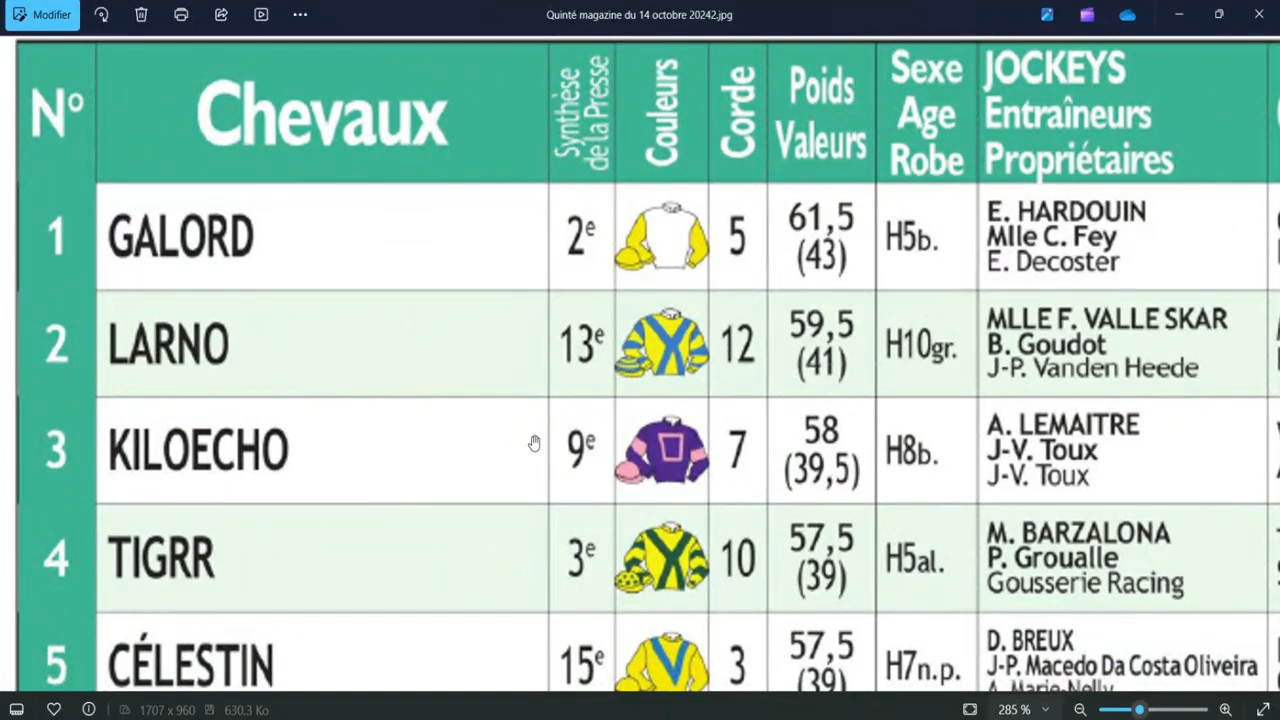 Modifier
Quinté magazine du 14 octobre 20242.jpg
N° Chevaux Synthèse de la Presse Couleurs Corde Poids Valeurs Sexe Age Robe JOCKEYS Entraîneurs Propriétaires
1 GALORD 2e 5 61,5 (43) H5b. E. HARDOUIN
Mlle C. Fey
E. Decoster
2 LARNO 13e 12 59,5 (41) H10gr. MLLE F. VALLE SKAR
B. Goudot
J-P. Vanden Heede
3 KILOECHO 9e 7 58 (39,5) H8b. A. LEMAITRE
J-V. Toux
J-V. Toux
4 TIGRR 3e 10 57,5 (39) H5al. M. BARZALONA
P. Groualle
Gousserie Racing
5 CÉLESTIN 15e 3 57,5 (39) H7n.p. D. BREUX
J-P. Macedo Da Costa Oliveira
A. Marie-Nelly
1707 x 960 630.3 Ko 285 %